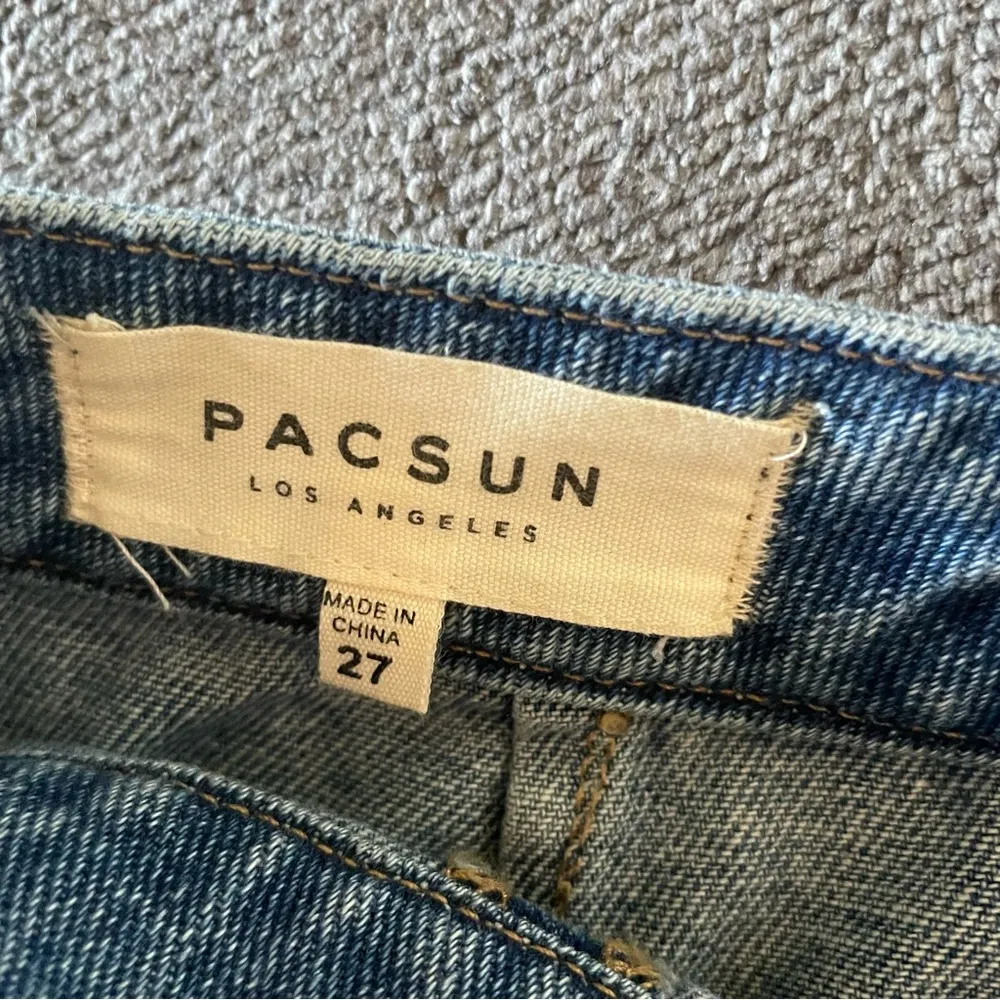 PACSUN
LOS ANGELES
MADE IN
CHINA
27